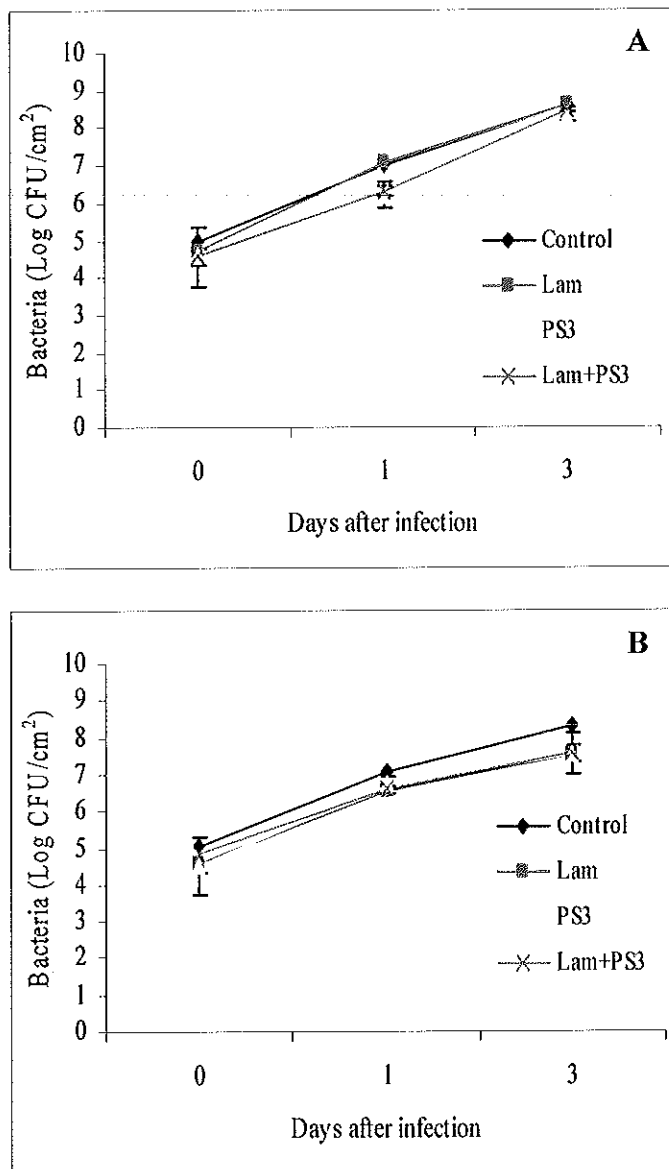 A
Bacteria (Log CFU/cm²)
10
9
8
7
6
5
4
3
2
1
0
Control
Lam
PS3
Lam+PS3
0 1 3
Days after infection
B
Bacteria (Log CFU/cm²)
10
9
8
7
6
5
4
3
2
1
0
Control
Lam
PS3
Lam+PS3
0 1 3
Days after infection